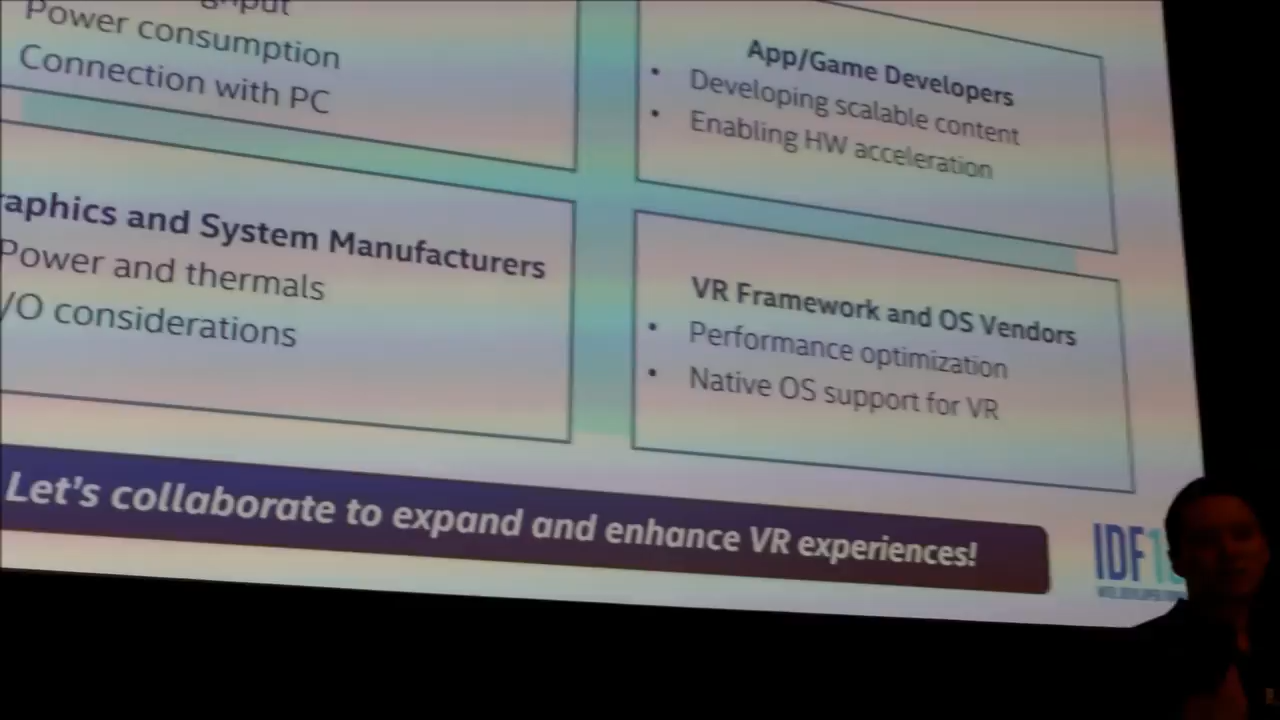 Power consumption
Connection with PC
App/Game Developers
• Developing scalable content
• Enabling HW acceleration
and System Manufacturers
Power and thermals
I/O considerations
VR Framework and OS Vendors
• Performance optimization
• Native OS support for VR
Let's collaborate to expand and enhance VR experiences!